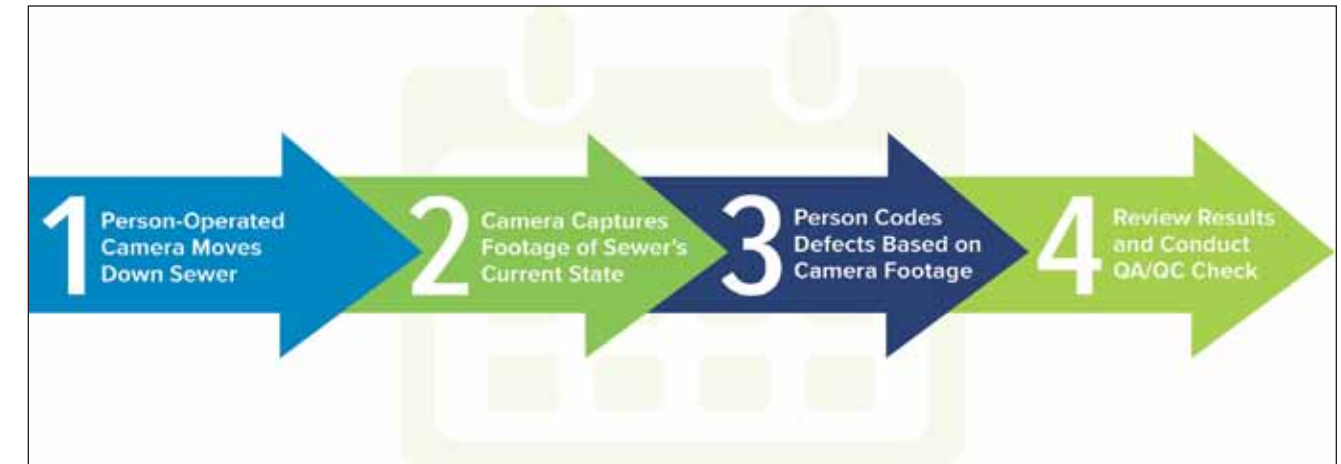 1
Person-Operated
Camera Moves
Down Sewer
2
Camera Captures
Footage of Sewer's
Current State
3
Person Codes
Defects Based on
Camera Footage
4
Review Results
and Conduct
QA/QC Check